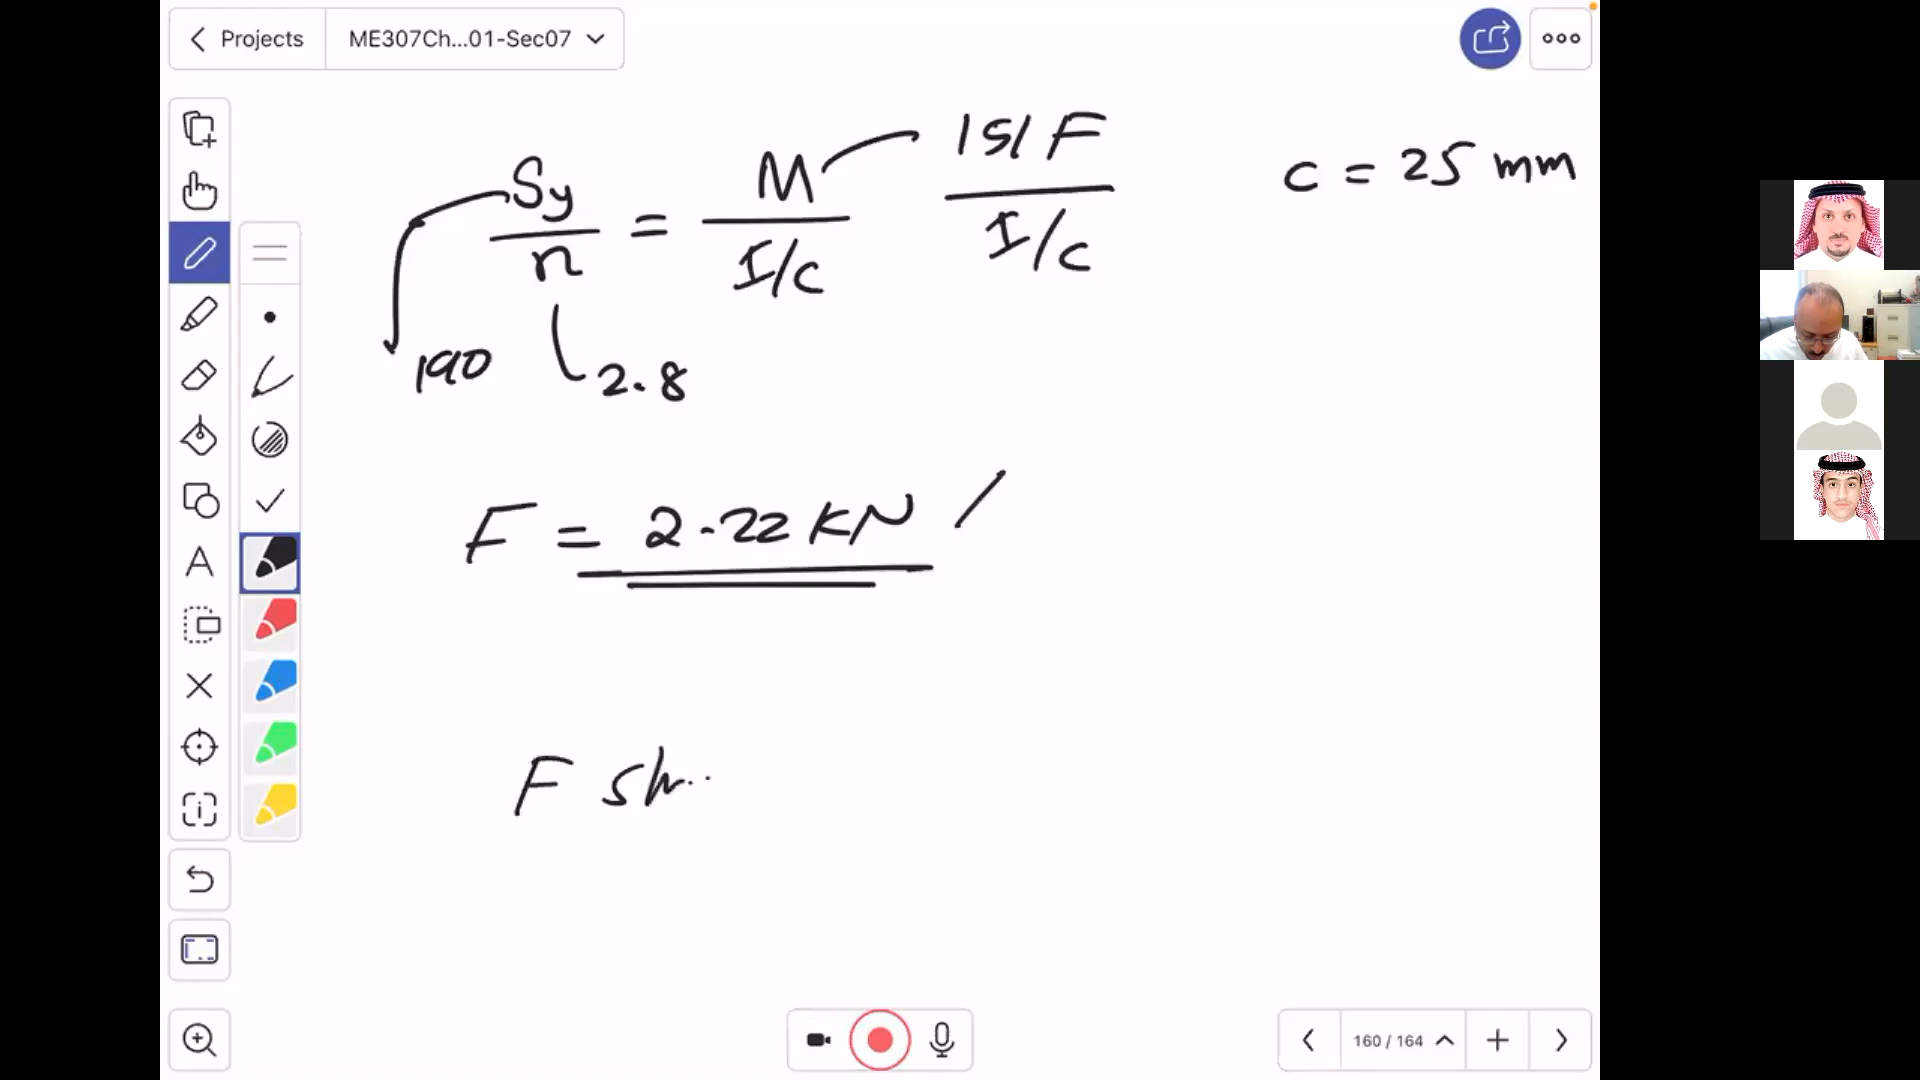 Projects ME307Ch...01-Sec07
Sy / n = M / I/c 151 F / I/c c = 25 mm
190 2.8
F = 2.22 KN /
F sh..
160 / 164